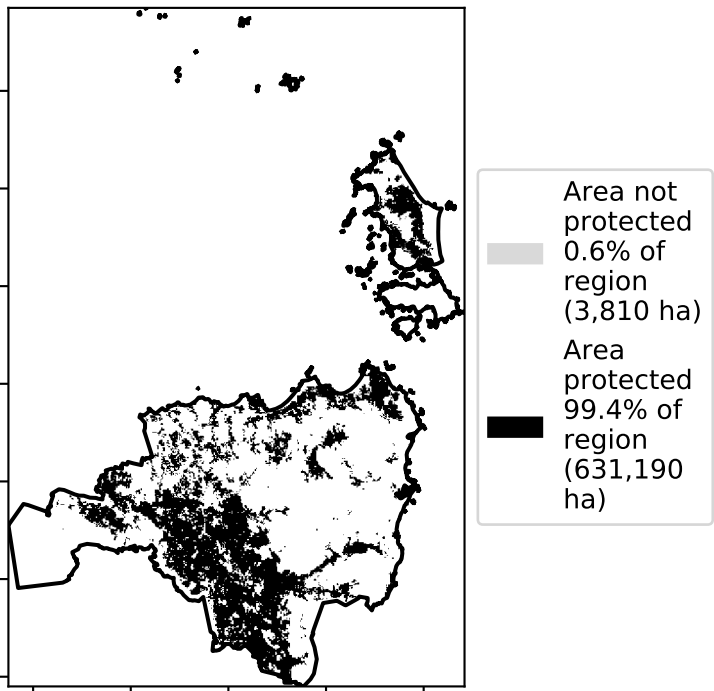 Area not
protected
0.6% of
region
(3,810 ha)
Area
protected
99.4% of
region
(631,190
ha)